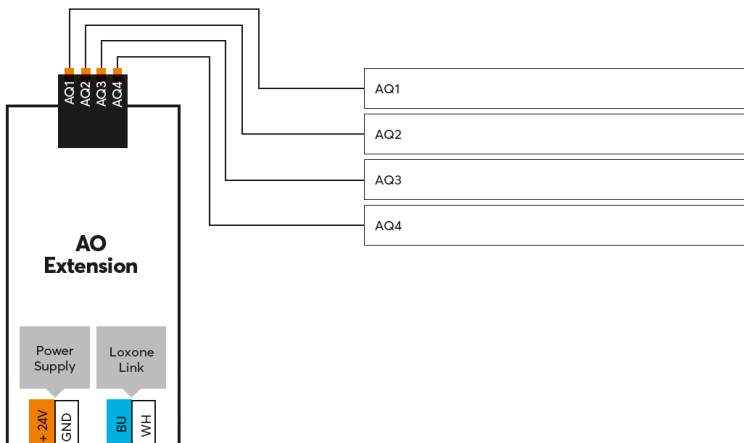 AQ1
AQ2
AQ3
AQ4
AQ1
AQ2
AQ3
AQ4
AO
Extension
Power
Supply
Loxone
Link
+ 24V
GND
BU
WH